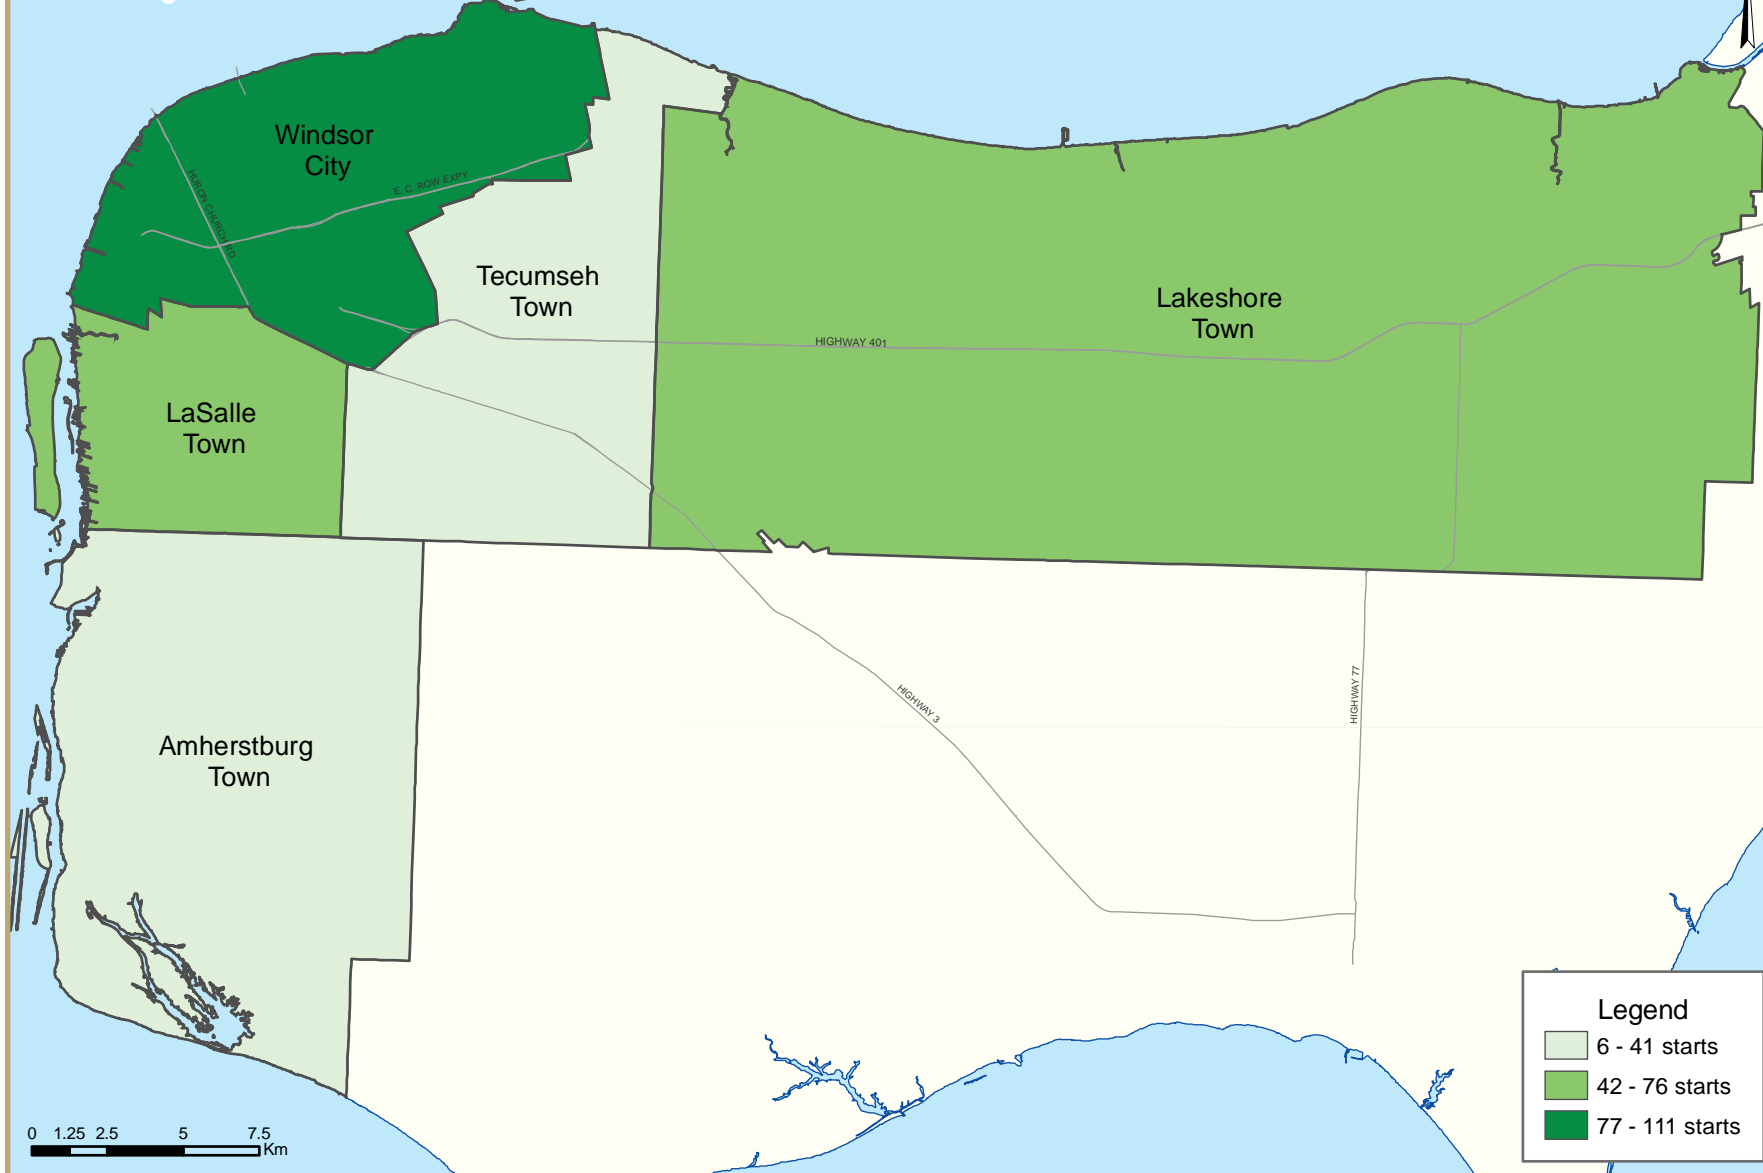 Windsor
City
HURON CHURCH RD
E. C. ROW EXPY
Tecumseh
Town
Lakeshore
Town
HIGHWAY 401
LaSalle
Town
Amherstburg
Town
HIGHWAY 3
HIGHWAY 77
Legend
6 - 41 starts
42 - 76 starts
77 - 111 starts
0 1.25 2.5 5 7.5
Km